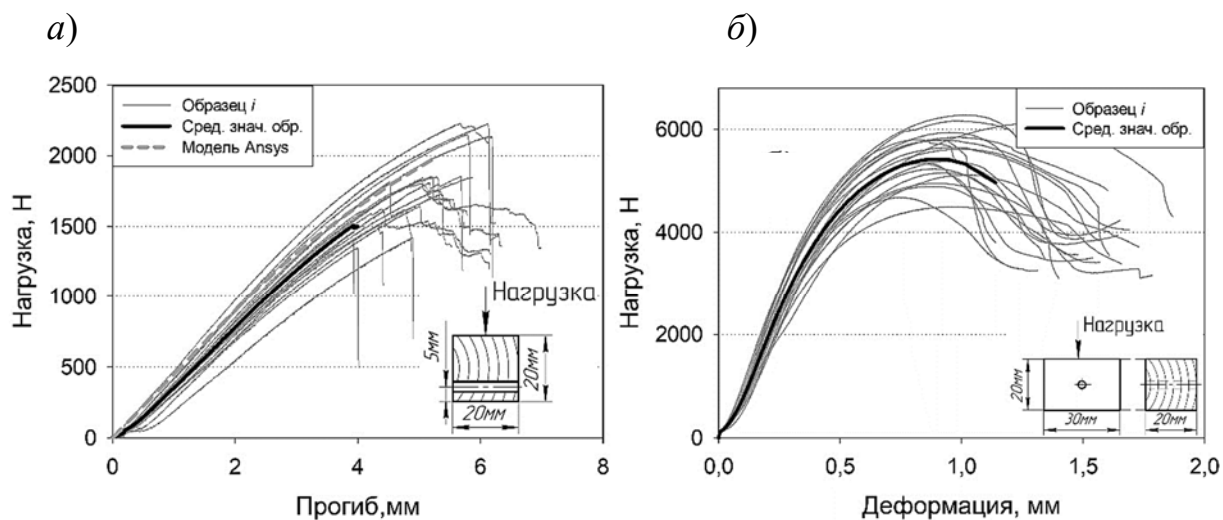 а)
Нагрузка, Н
2500
2000
1500
1000
500
0
Образец i
Сред. знач. обр.
Модель Ansys
Нагрузка
5мм
20мм
20мм
0
2
4
6
8
Прогиб,мм
б)
Нагрузка, Н
6000
4000
2000
0
Образец i
Сред. знач. обр.
Нагрузка
20мм
30мм
20мм
0,0
0,5
1,0
1,5
2,0
Деформация, мм